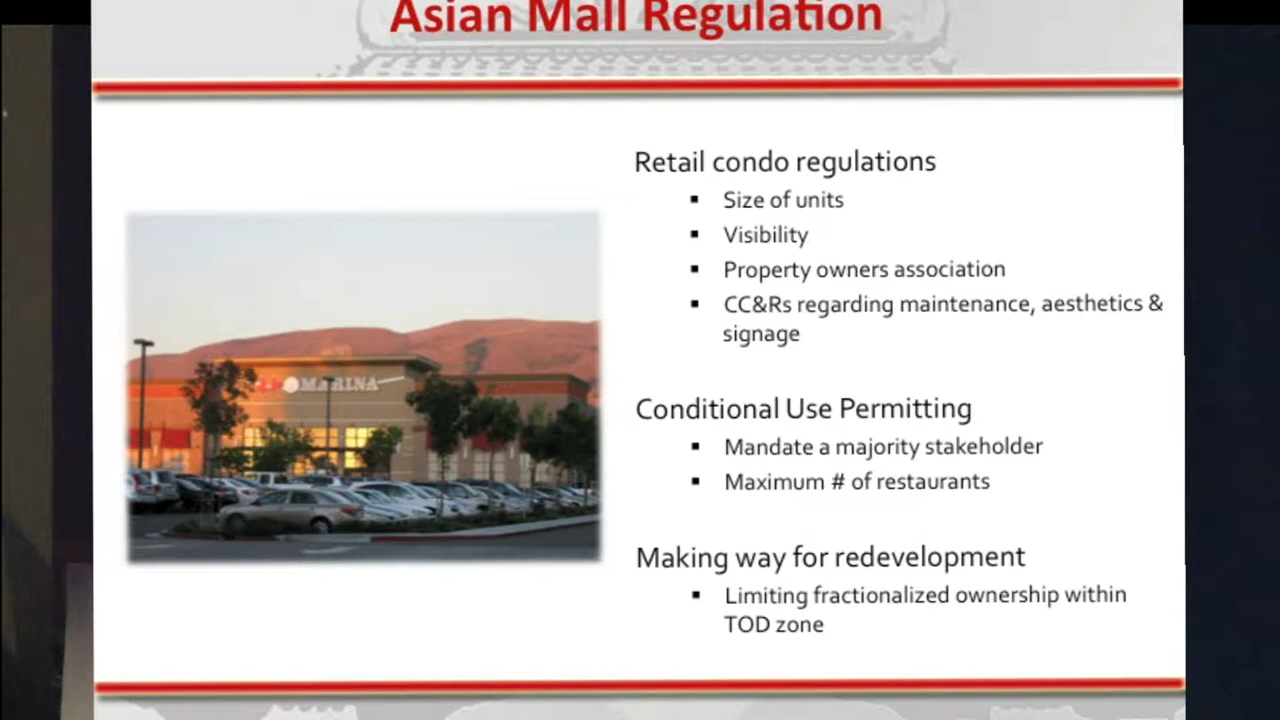 Asian Mall Regulation
Retail condo regulations
▪ Size of units
▪ Visibility
▪ Property owners association
▪ CC&Rs regarding maintenance, aesthetics &
signage
MARINA
Conditional Use Permitting
▪ Mandate a majority stakeholder
▪ Maximum # of restaurants
Making way for redevelopment
▪ Limiting fractionalized ownership within
TOD zone